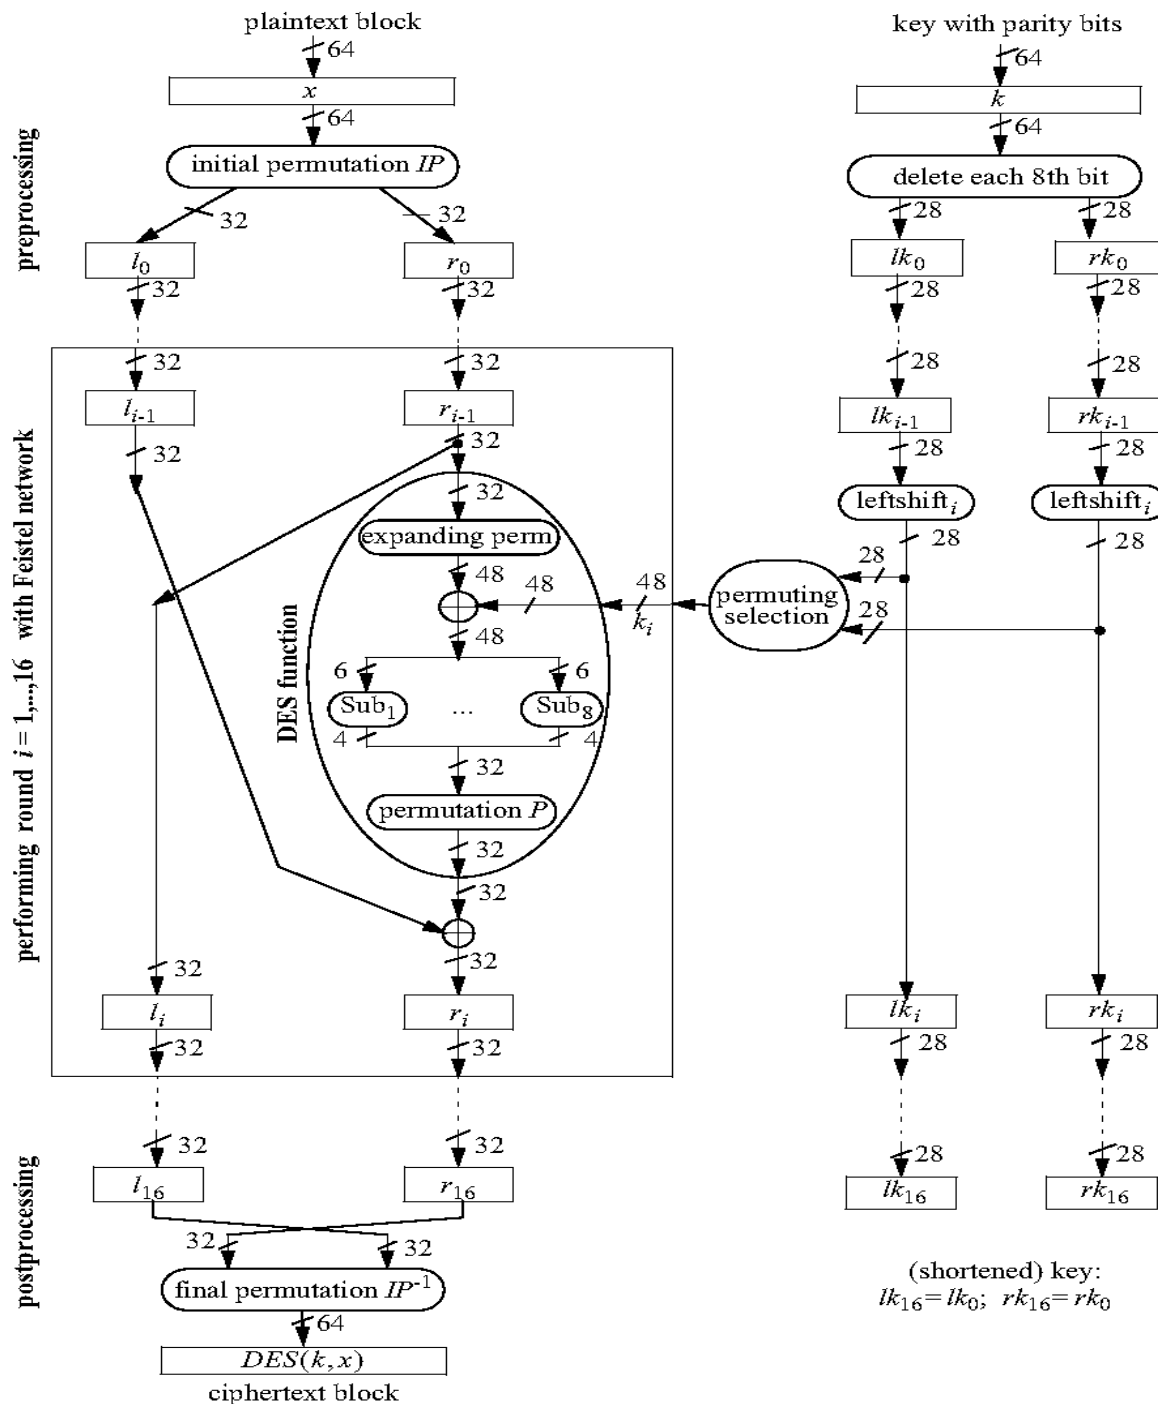 plaintext block
64
x
64
initial permutation IP
32
32
l₀
r₀
32
32
32
32
lᵢ₋₁
rᵢ₋₁
32
32
32
expanding perm
48
48
48
kᵢ
48
6
6
Sub₁
...
Sub₈
4
4
32
permutation P
32
32
32
32
lᵢ
rᵢ
32
32
32
32
l₁₆
r₁₆
32
32
final permutation IP⁻¹
64
DES(k,x)
ciphertext block
preprocessing
performing round i = 1,...,16 with Feistel network
DES function
postprocessing
key with parity bits
64
k
64
delete each 8th bit
28
28
lk₀
rk₀
28
28
28
28
lkᵢ₋₁
rkᵢ₋₁
28
28
leftshiftᵢ
leftshiftᵢ
28
28
28
28
permuting
selection
lkᵢ
rkᵢ
28
28
28
28
lk₁₆
rk₁₆
(shortened) key:
lk₁₆=lk₀; rk₁₆=rk₀